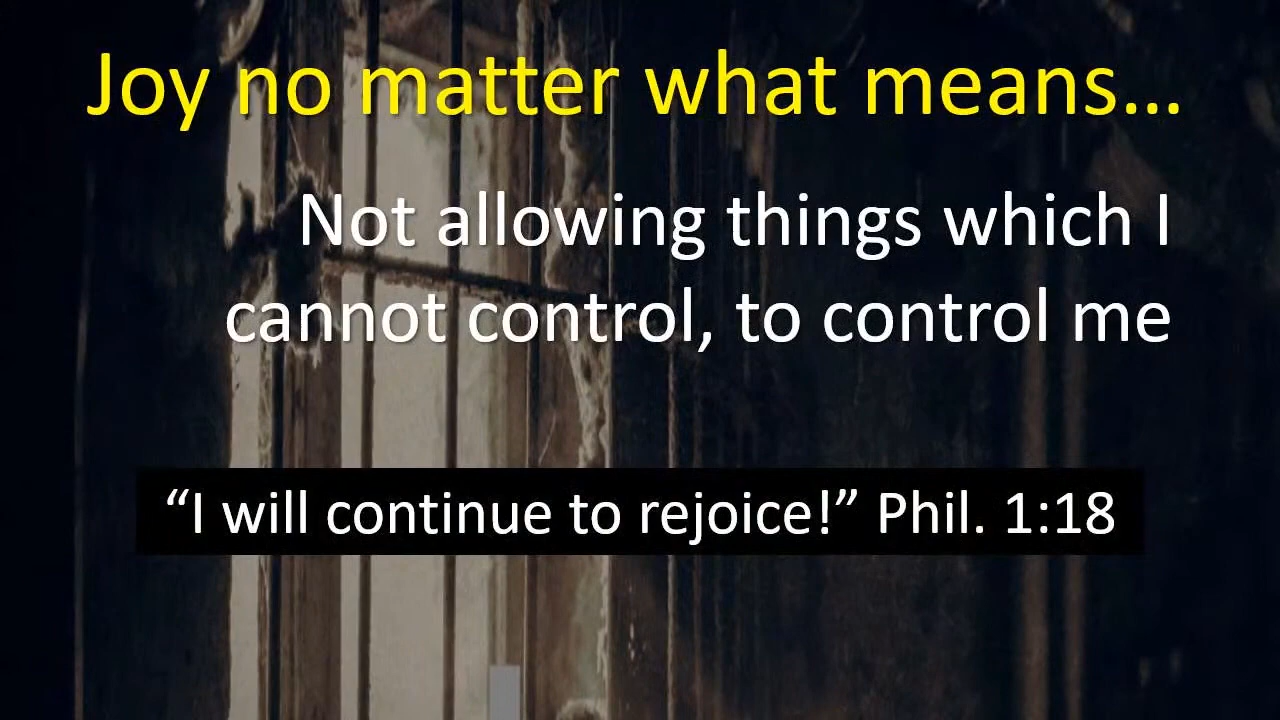 Joy no matter what means…
Not allowing things which I
cannot control, to control me
“I will continue to rejoice!” Phil. 1:18